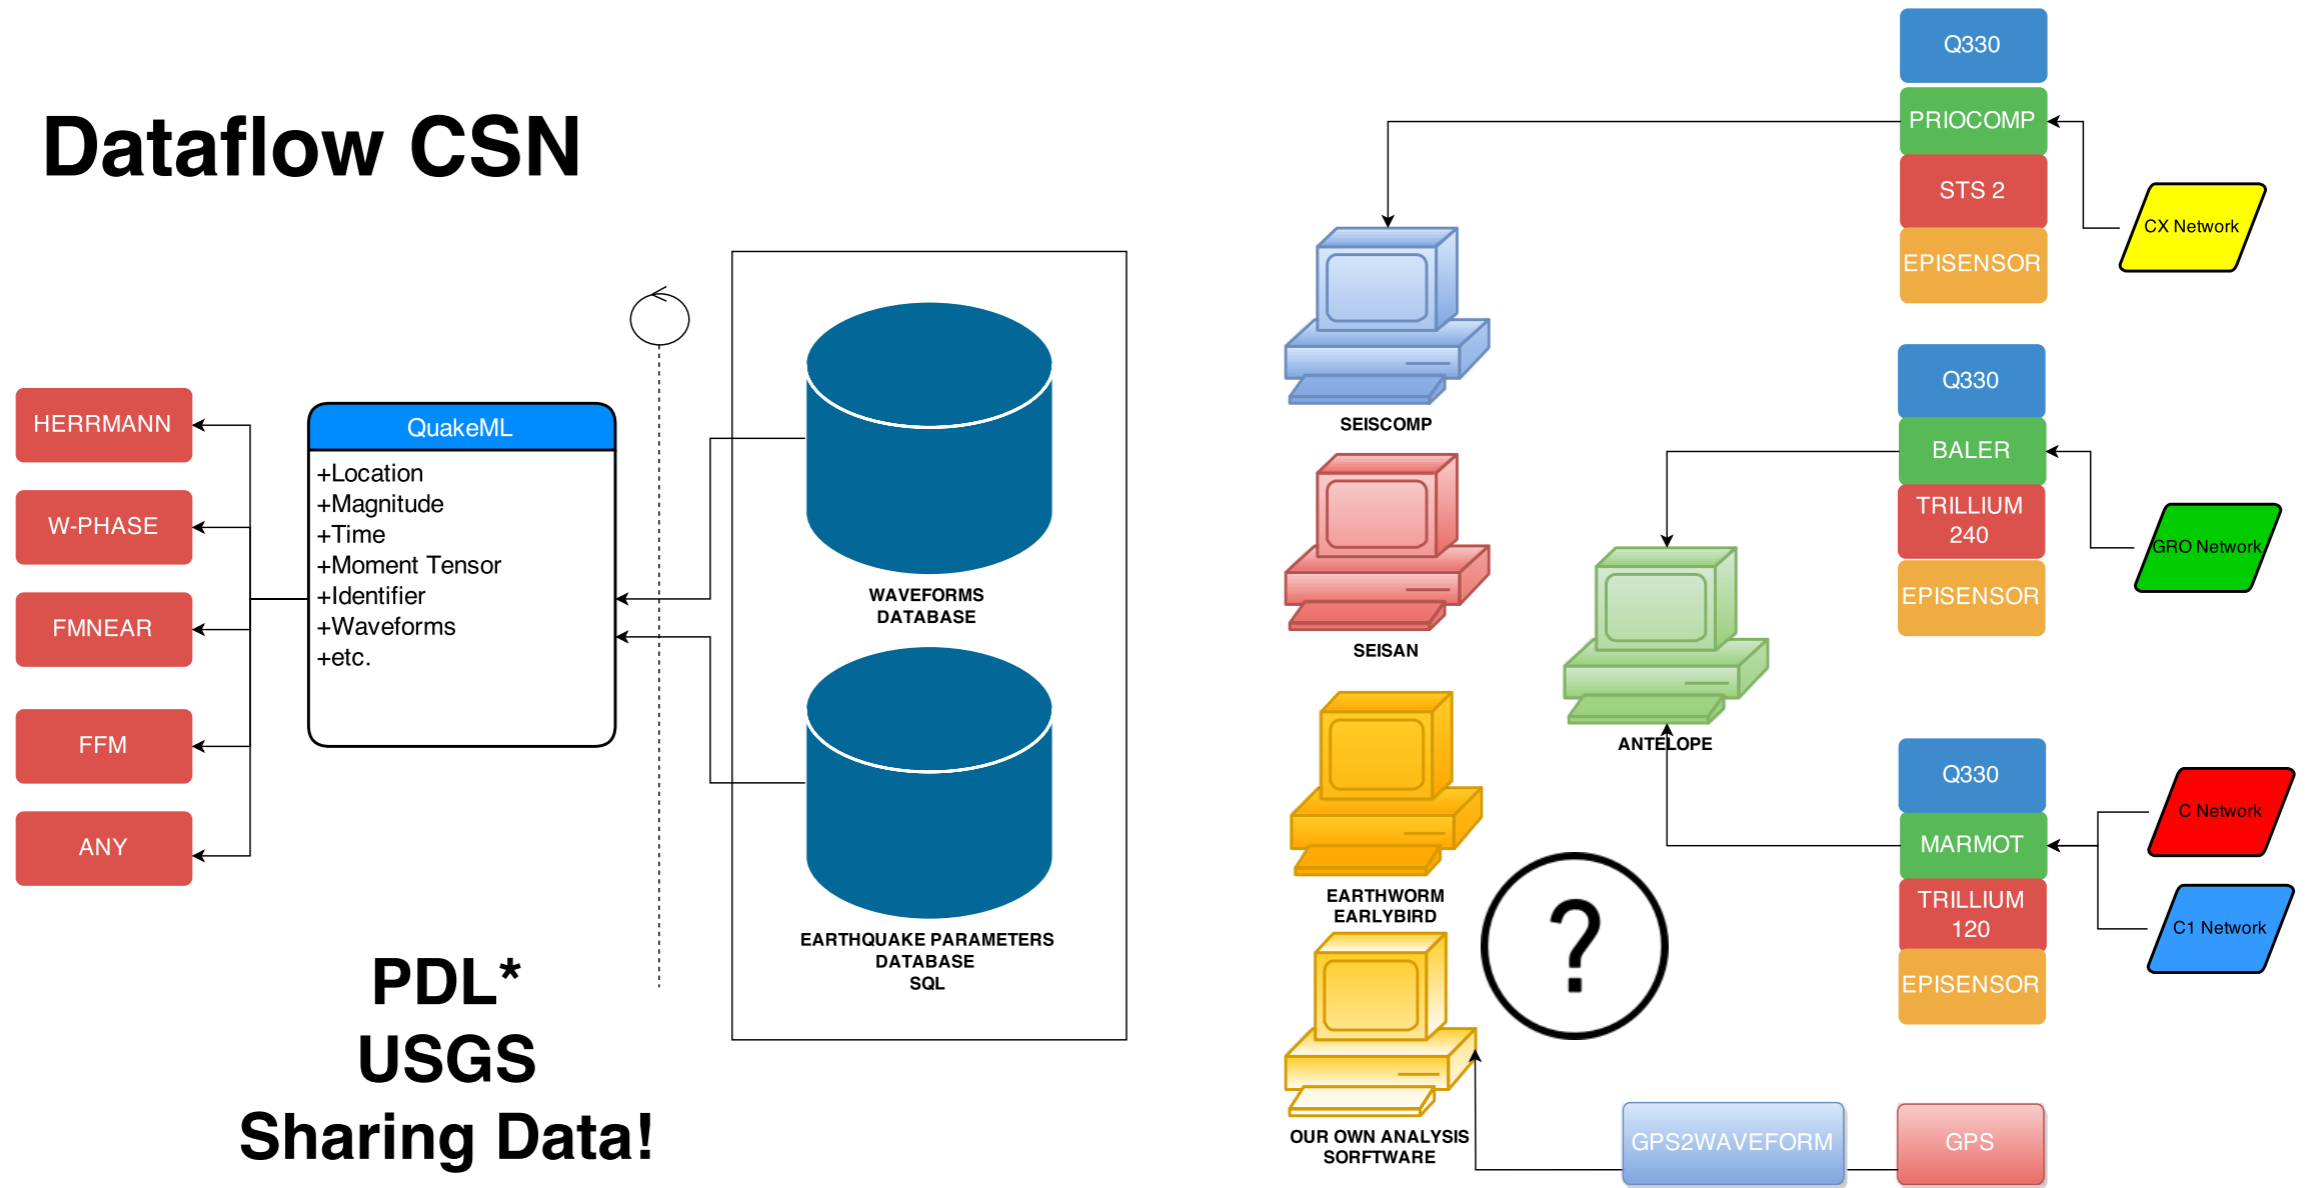 Dataflow CSN
HERRMANN
W-PHASE
FMNEAR
FFM
ANY
QuakeML
+Location
+Magnitude
+Time
+Moment Tensor
+Identifier
+Waveforms
+etc.
PDL*
USGS
Sharing Data!
WAVEFORMS
DATABASE
EARTHQUAKE PARAMETERS
DATABASE
SQL
SEISCOMP
SEISAN
EARTHWORM
EARLYBIRD
OUR OWN ANALYSIS
SORFTWARE
ANTELOPE
?
Q330
PRIOCOMP
STS 2
EPISENSOR
CX Network
Q330
BALER
TRILLIUM
240
EPISENSOR
GRO Network
Q330
MARMOT
TRILLIUM
120
EPISENSOR
C Network
C1 Network
GPS2WAVEFORM
GPS